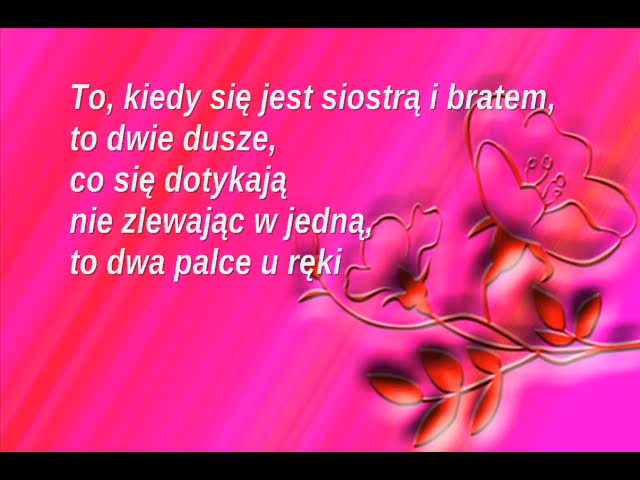 To, kiedy się jest siostrą i bratem,
to dwie dusze,
co się dotykają
nie zlewając w jedną,
to dwa palce u ręki